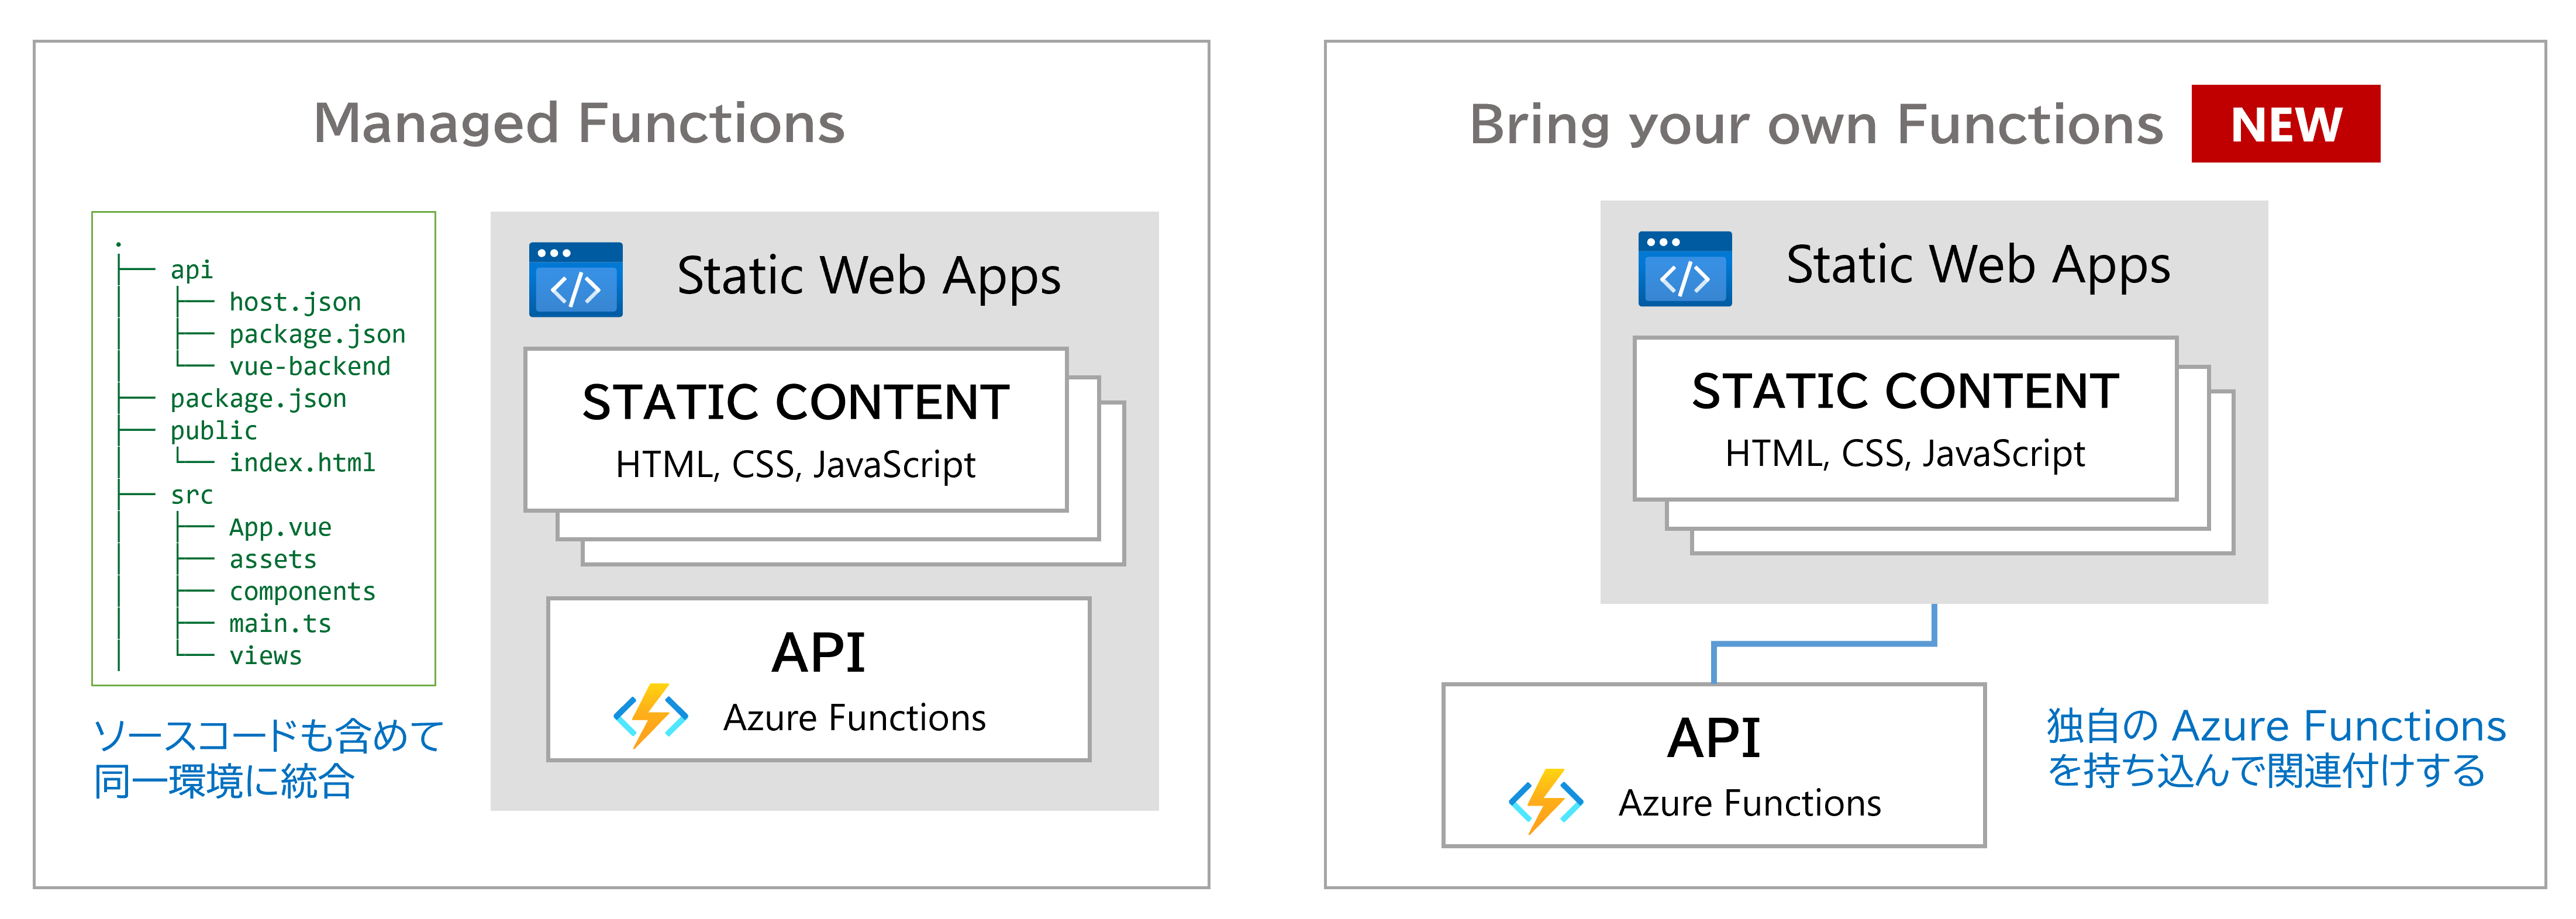 Managed Functions
.
├── api
│   ├── host.json
│   ├── package.json
│   └── vue-backend
├── package.json
├── public
│   └── index.html
├── src
│   ├── App.vue
│   ├── assets
│   ├── components
│   ├── main.ts
│   └── views
ソースコードも含めて
同一環境に統合
Static Web Apps
STATIC CONTENT
HTML, CSS, JavaScript
API
Azure Functions
Bring your own Functions NEW
Static Web Apps
STATIC CONTENT
HTML, CSS, JavaScript
API
Azure Functions
独自の Azure Functions
を持ち込んで関連付けする